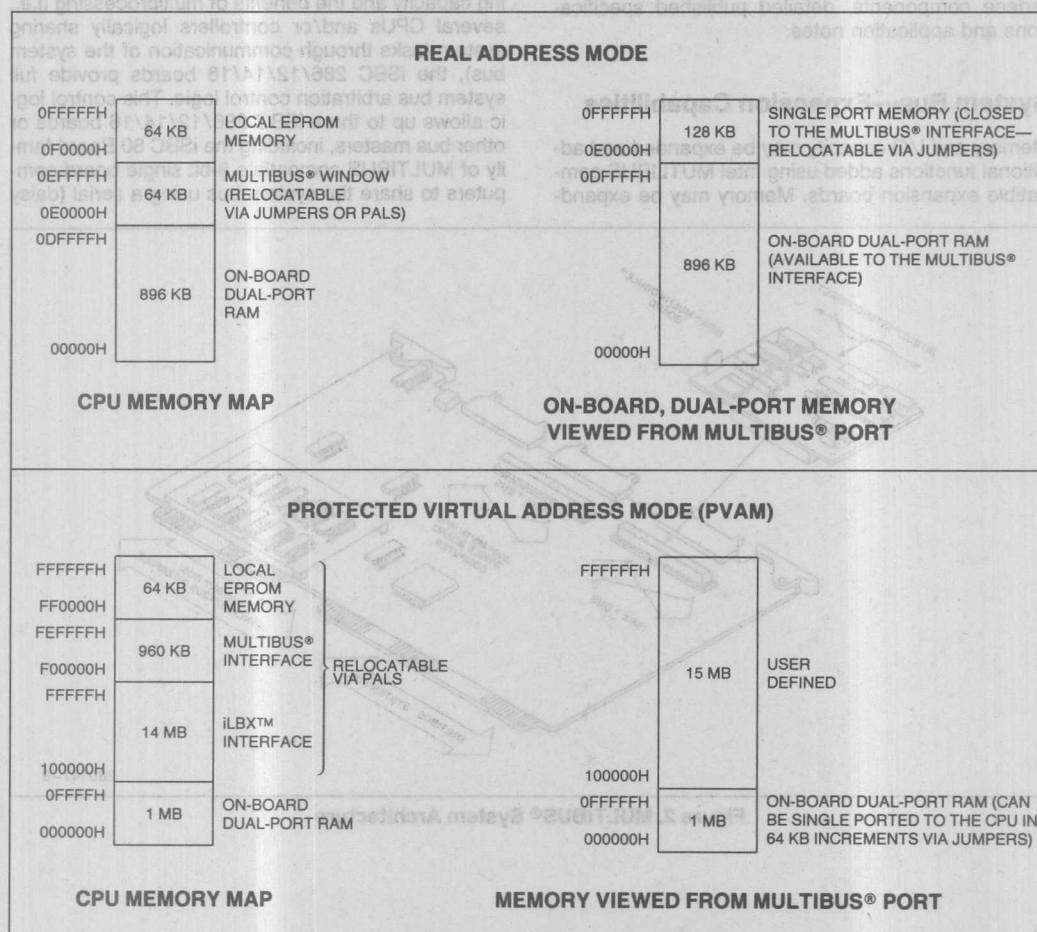 REAL ADDRESS MODE
0FFFFFH
0F0000H
64 KB
LOCAL EPROM
MEMORY
0EFFFFH
0E0000H
64 KB
MULTIBUS® WINDOW
(RELOCATABLE
VIA JUMPERS OR PALS)
0DFFFFH
896 KB
ON-BOARD
DUAL-PORT
RAM
00000H
CPU MEMORY MAP
0FFFFFH
0E0000H
128 KB
SINGLE PORT MEMORY (CLOSED
TO THE MULTIBUS® INTERFACE—
RELOCATABLE VIA JUMPERS)
0DFFFFH
896 KB
ON-BOARD DUAL-PORT RAM
(AVAILABLE TO THE MULTIBUS®
INTERFACE)
00000H
ON-BOARD, DUAL-PORT MEMORY
VIEWED FROM MULTIBUS® PORT
PROTECTED VIRTUAL ADDRESS MODE (PVAM)
FFFFFFH
FF0000H
64 KB
LOCAL
EPROM
MEMORY
FEFFFFH
F00000H
960 KB
MULTIBUS®
INTERFACE
RELOCATABLE
VIA PALS
FFFFFH
14 MB
iLBX™
INTERFACE
100000H
0FFFFFH
000000H
1 MB
ON-BOARD
DUAL-PORT RAM
CPU MEMORY MAP
FFFFFFH
15 MB
USER
DEFINED
100000H
0FFFFFH
000000H
1 MB
ON-BOARD DUAL-PORT RAM (CAN
BE SINGLE PORTED TO THE CPU IN
64 KB INCREMENTS VIA JUMPERS)
MEMORY VIEWED FROM MULTIBUS® PORT